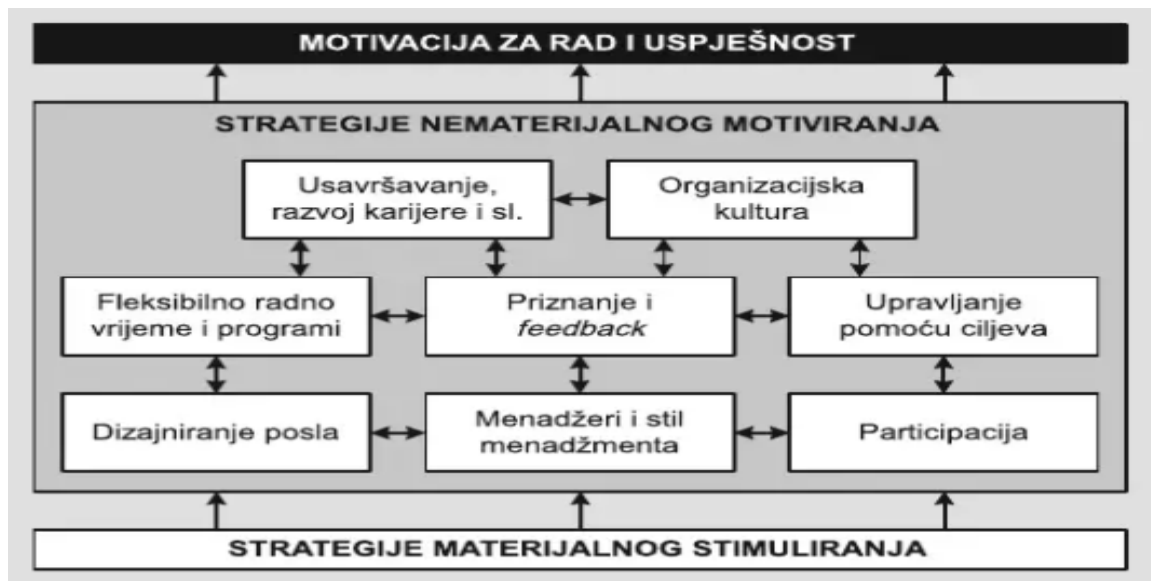 MOTIVACIJA ZA RAD I USPJEŠNOST
STRATEGIJE NEMATERIJALNOG MOTIVIRANJA
Usavršavanje,
razvoj karijere i sl.
Organizacijska
kultura
Fleksibilno radno
vrijeme i programi
Priznanje i
feedback
Upravljanje
pomoću ciljeva
Dizajniranje posla
Menadžeri i stil
menadžmenta
Participacija
STRATEGIJE MATERIJALNOG STIMULIRANJA